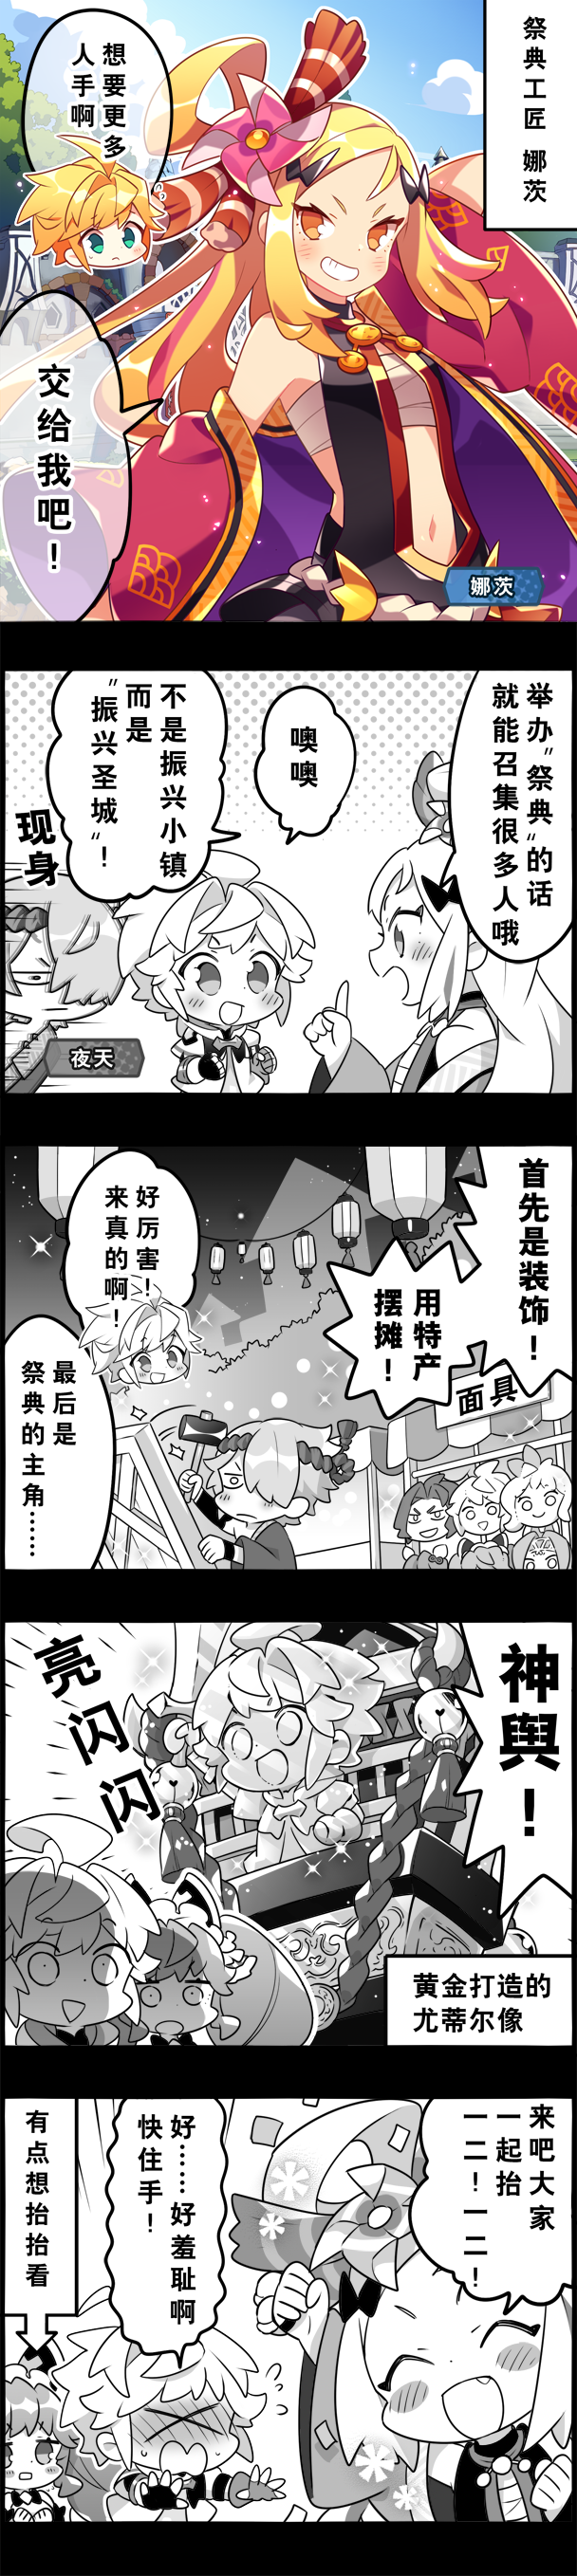 祭典工匠 娜茨
想要更多
人手啊
交给我吧！
娜茨
举办"祭典"的话
就能召集很多人哦
噢噢
不是振兴小镇
而是
"振兴圣城"！
现身
夜天
首先是装饰！
用特产
摆摊！
面具
好厉害！
来真的啊！
最后是
祭典的主角……
神舆！
亮闪闪
黄金打造的
尤蒂尔像
来吧大家
一起抬
一二！一二！
好……好羞耻啊
快住手！
有点想抬抬看